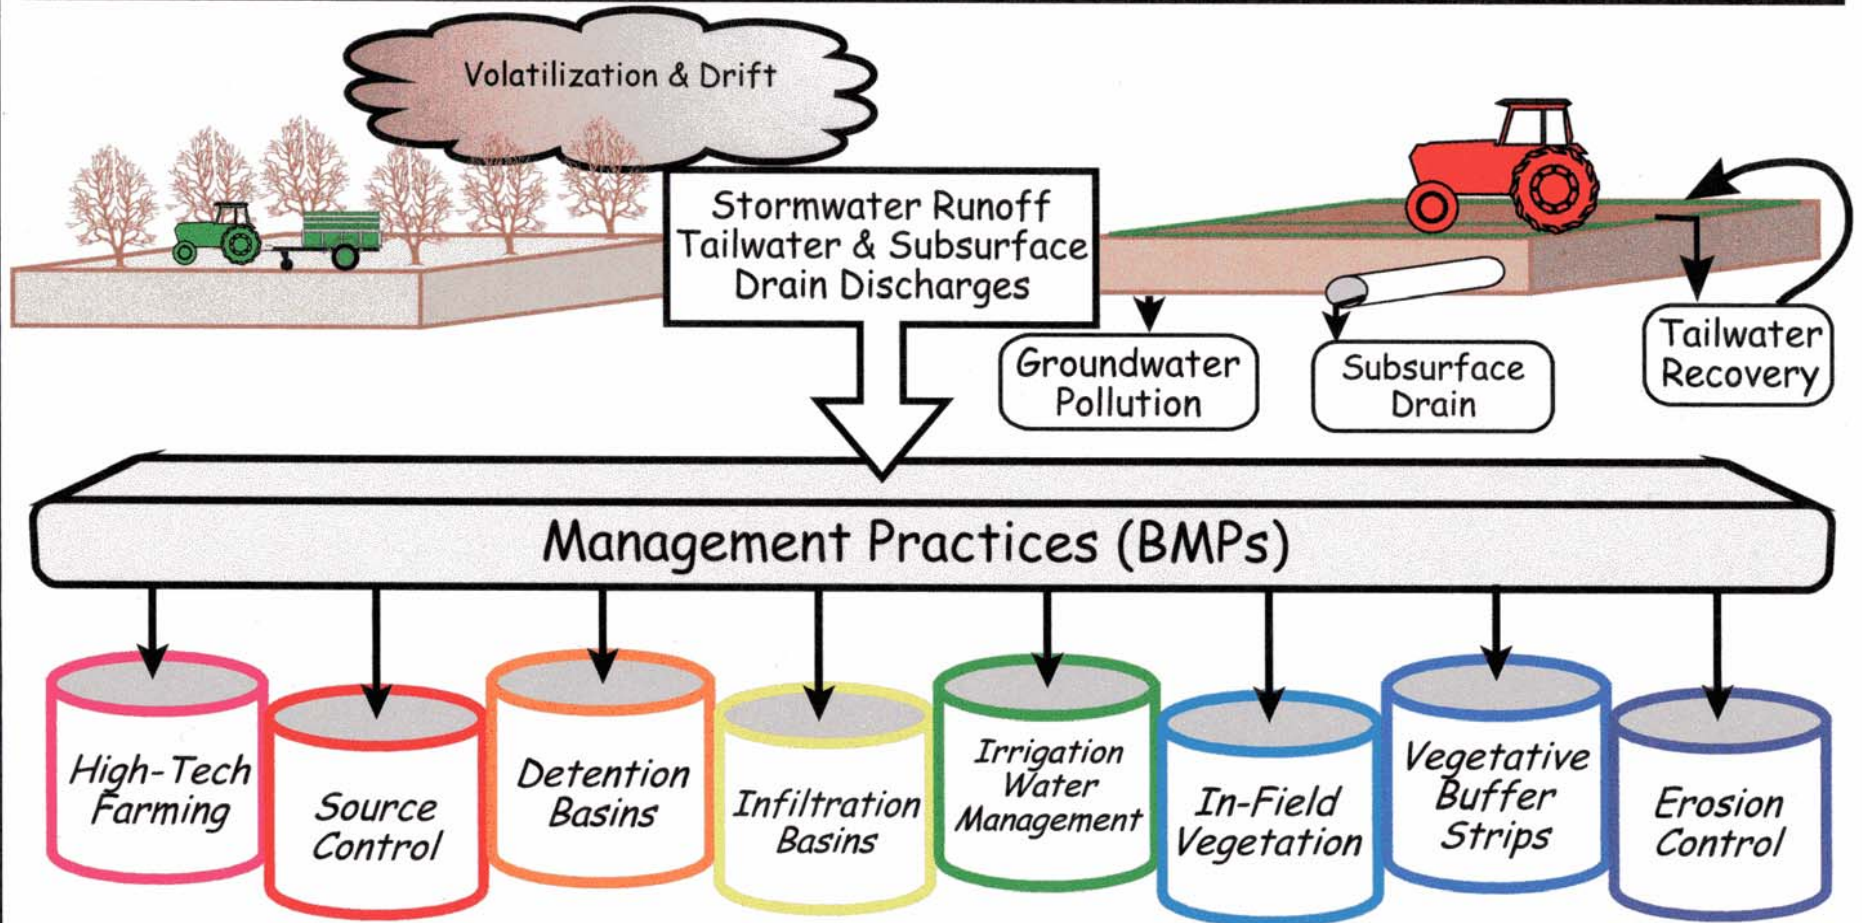 Volatilization & Drift
Stormwater Runoff
Tailwater & Subsurface
Drain Discharges
Groundwater
Pollution
Subsurface
Drain
Tailwater
Recovery
Management Practices (BMPs)
High-Tech
Farming
Source
Control
Detention
Basins
Infiltration
Basins
Irrigation
Water
Management
In-Field
Vegetation
Vegetative
Buffer
Strips
Erosion
Control